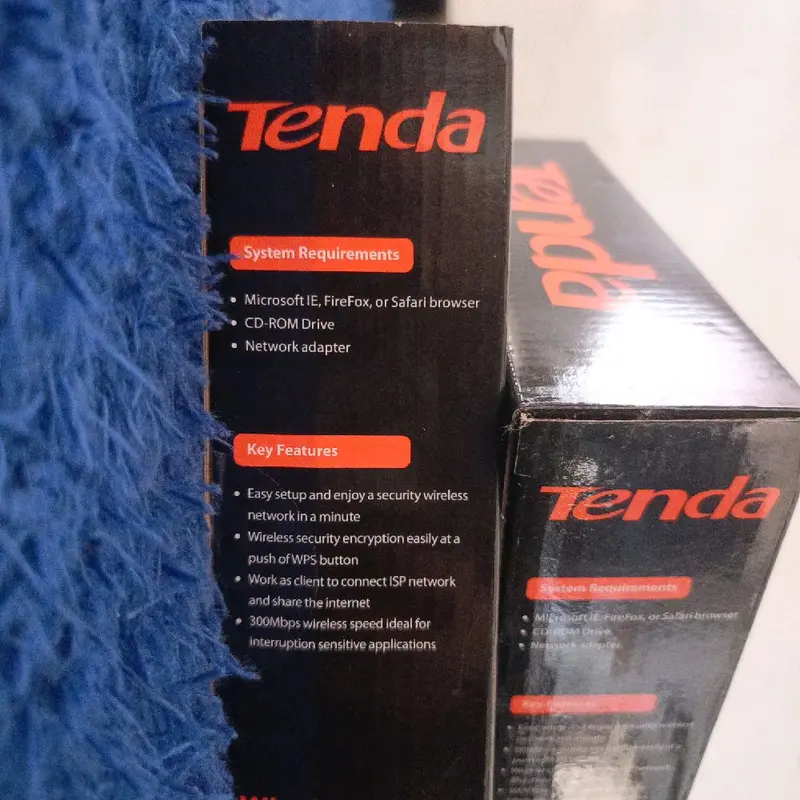 Tenda
System Requirements
• Microsoft IE, FireFox, or Safari browser
• CD-ROM Drive
• Network adapter
Key Features
• Easy setup and enjoy a security wireless
network in a minute
• Wireless security encryption easily at a
push of WPS button
• Work as client to connect ISP network
and share the internet
• 300Mbps wireless speed ideal for
interruption sensitive applications
Tenda
Tenda
System Requirements
• Microsoft IE, FireFox, or Safari browser
• CD-ROM Drive
• Network adapter
Key Features